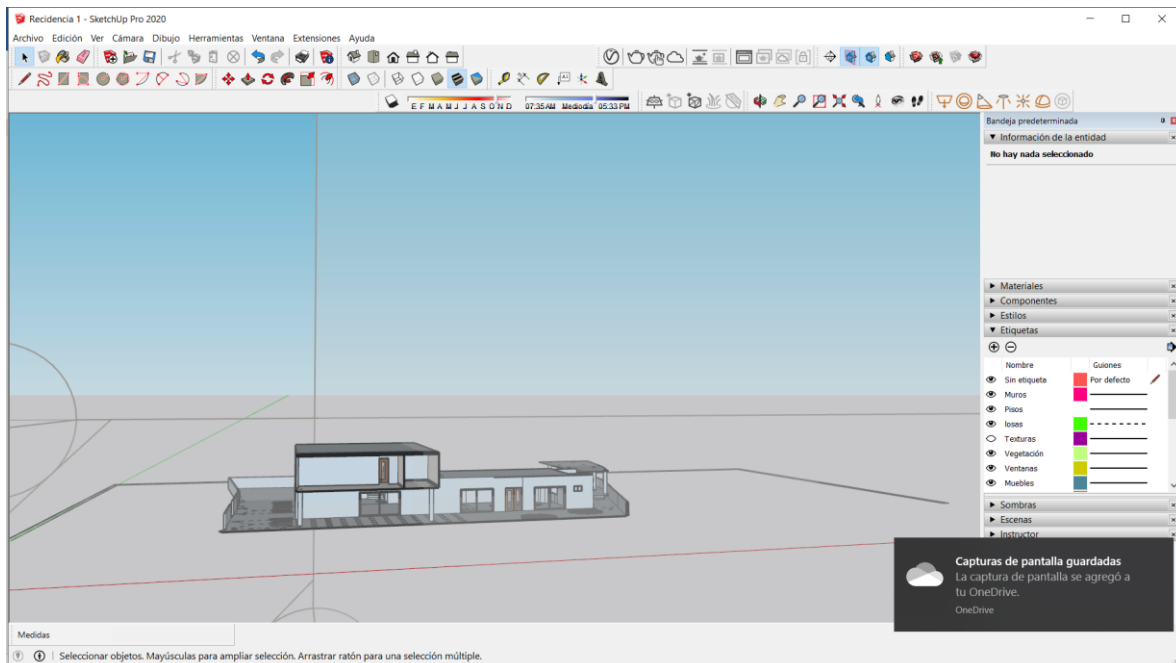 Recidencia 1 - SketchUp Pro 2020
Archivo Edición Ver Cámara Dibujo Herramientas Ventana Extensiones Ayuda
E F M A M J J A S O N D 07:35 AM Mediodía 05:33 PM
Bandeja predeterminada
Información de la entidad
No hay nada seleccionado
Materiales
Componentes
Estilos
Etiquetas
Nombre Guiones
Sin etiqueta Por defecto
Muros
Pisos
losas
Texturas
Vegetación
Ventanas
Muebles
Sombras
Escenas
Instructor
Capturas de pantalla guardadas
La captura de pantalla se agregó a
tu OneDrive.
OneDrive
Medidas
Seleccionar objetos. Mayúsculas para ampliar selección. Arrastrar ratón para una selección múltiple.